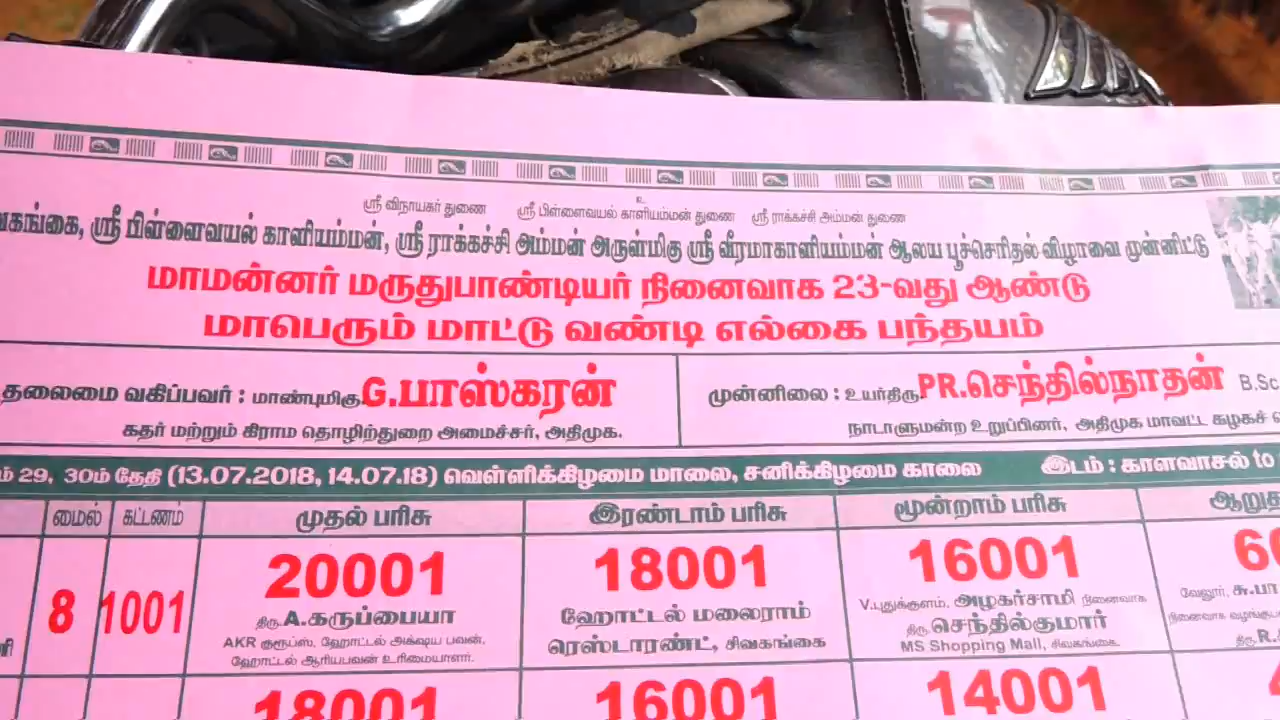 ஸ்ரீ விநாயகர் துணை ஸ்ரீ பிள்ளைவயல் காளியம்மன் துணை ஸ்ரீ ராக்கச்சி அம்மன் துணை
ஸ்ரீ பிள்ளைவயல் காளியம்மன், ஸ்ரீ ராக்கச்சி அம்மன் அருள்மிகு ஸ்ரீ வீரமாகாளியம்மன் ஆலய பூச்சொரிதல் விழாவை முன்னிட்டு
மாமன்னர் மருதுபாண்டியர் நினைவாக 23-வது ஆண்டு
மாபெரும் மாட்டு வண்டி எல்கை பந்தயம்
தலைமை வகிப்பவர் : மாண்புமிகு.G.பாஸ்கரன்
கதர் மற்றும் கிராம தொழிற்துறை அமைச்சர், அதிமுக.
முன்னிலை : உயர்திரு.PR.செந்தில்நாதன் B.Sc
நாடாளுமன்ற உறுப்பினர், அதிமுக மாவட்ட கழகச்
29, 30ம் தேதி (13.07.2018, 14.07.18) வெள்ளிக்கிழமை மாலை, சனிக்கிழமை காலை இடம் : காளவாசல் to
மைல் கட்டணம் முதல் பரிசு இரண்டாம் பரிசு மூன்றாம் பரிசு
8 1001
20001
திரு.A.கருப்பையா
AKR குரூப்ஸ், ஹோட்டல் அக்ஷய பவன்,
ஹோட்டல் ஆரியபவன் உரிமையாளர்.
18001
ஹோட்டல் மலைராம்
ரெஸ்டாரண்ட், சிவகங்கை
16001
V.புதுக்குளம். அழகர்சாமி நினைவாக
திரு.செந்தில்குமார்
MS Shopping Mall, சிவகங்கை.
18001 16001 14001